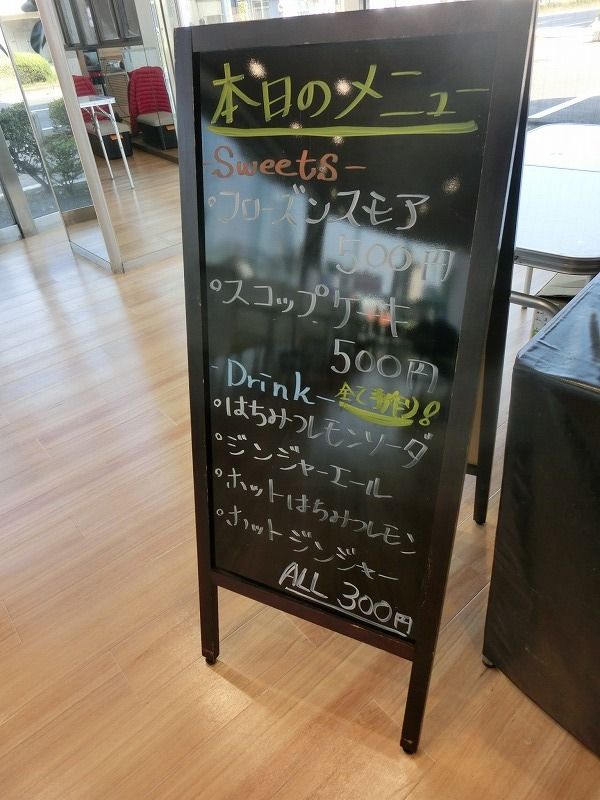 本日のメニュー
-Sweets-
°フローズンスモア
500円
°スコップケーキ
500円
-Drink- 全て手作り!
°はちみつレモンソーダ
°ジンジャーエール
°ホットはちみつレモン
°ホットジンジャー
ALL 300円